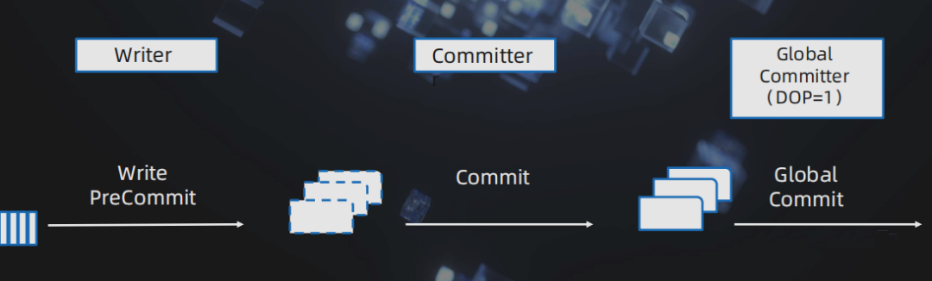 Writer
Committer
Global
Committer
(DOP=1)
Write
PreCommit
Commit
Global
Commit